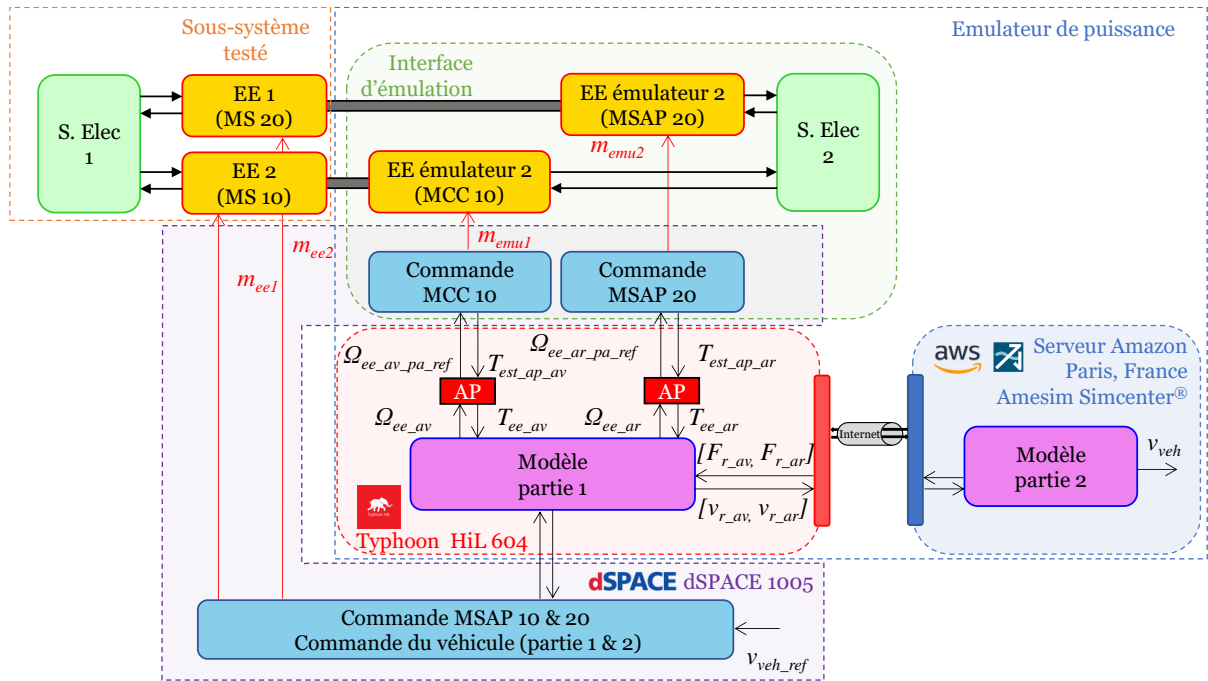 Sous-système
testé
Emulateur de puissance
Interface
d'émulation
S. Elec
1
EE 1
(MS 20)
EE émulateur 2
(MSAP 20)
S. Elec
2
EE 2
(MS 10)
EE émulateur 2
(MCC 10)
m_emu2
m_emu1
m_ee2
m_ee1
Commande
MCC 10
Commande
MSAP 20
Ω_ee_av_pa_ref
T_est_ap_av
Ω_ee_ar_pa_ref
T_est_ap_ar
AP
AP
Ω_ee_av
T_ee_av
Ω_ee_ar
T_ee_ar
Modèle
partie 1
[F_r_av, F_r_ar]
[v_r_av, v_r_ar]
Internet
aws
Serveur Amazon
Paris, France
Amesim Simcenter®
Modèle
partie 2
v_veh
Typhoon HiL
Typhoon HiL 604
dSPACE dSPACE 1005
Commande MSAP 10 & 20
Commande du véhicule (partie 1 & 2)
v_veh_ref